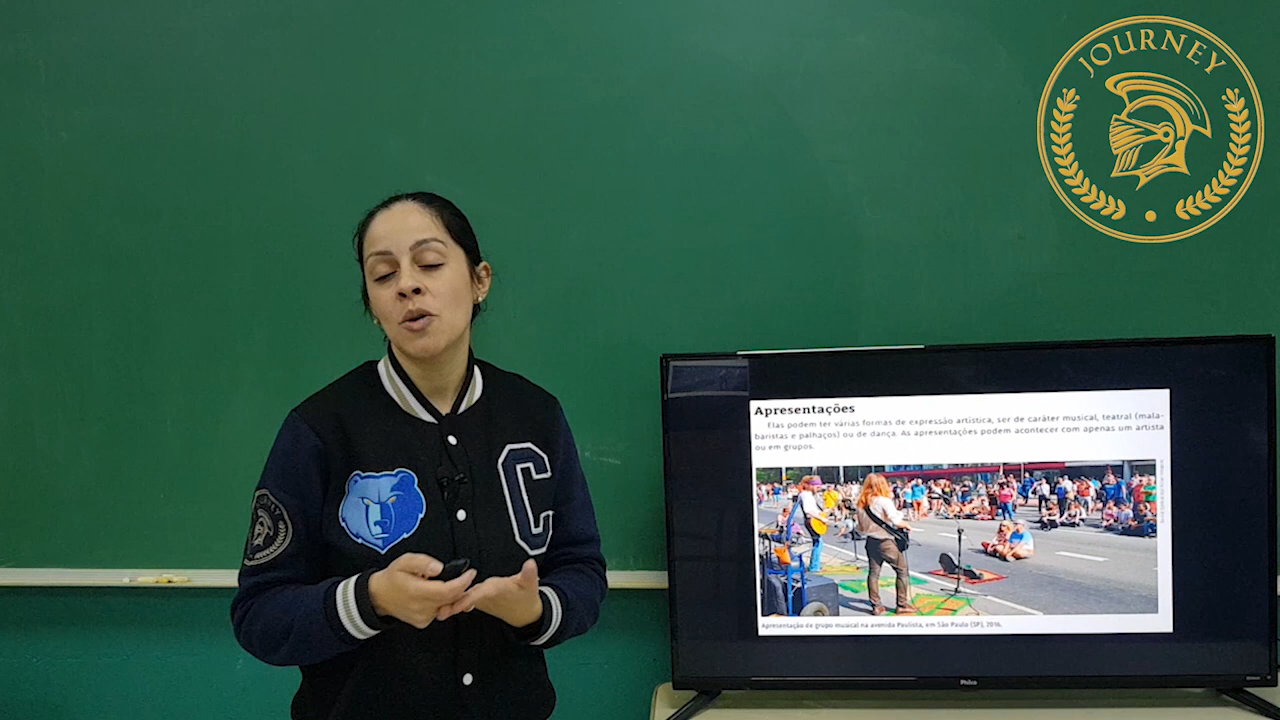 JOURNEY
C
Apresentações
Elas podem ter várias formas de expressão artística, ser de caráter musical, teatral (mala-
baristas e palhaços) ou de dança. As apresentações podem acontecer com apenas um artista
ou em grupos.
Apresentação de grupo musical na avenida Paulista, em São Paulo (SP), 2016.
Philco